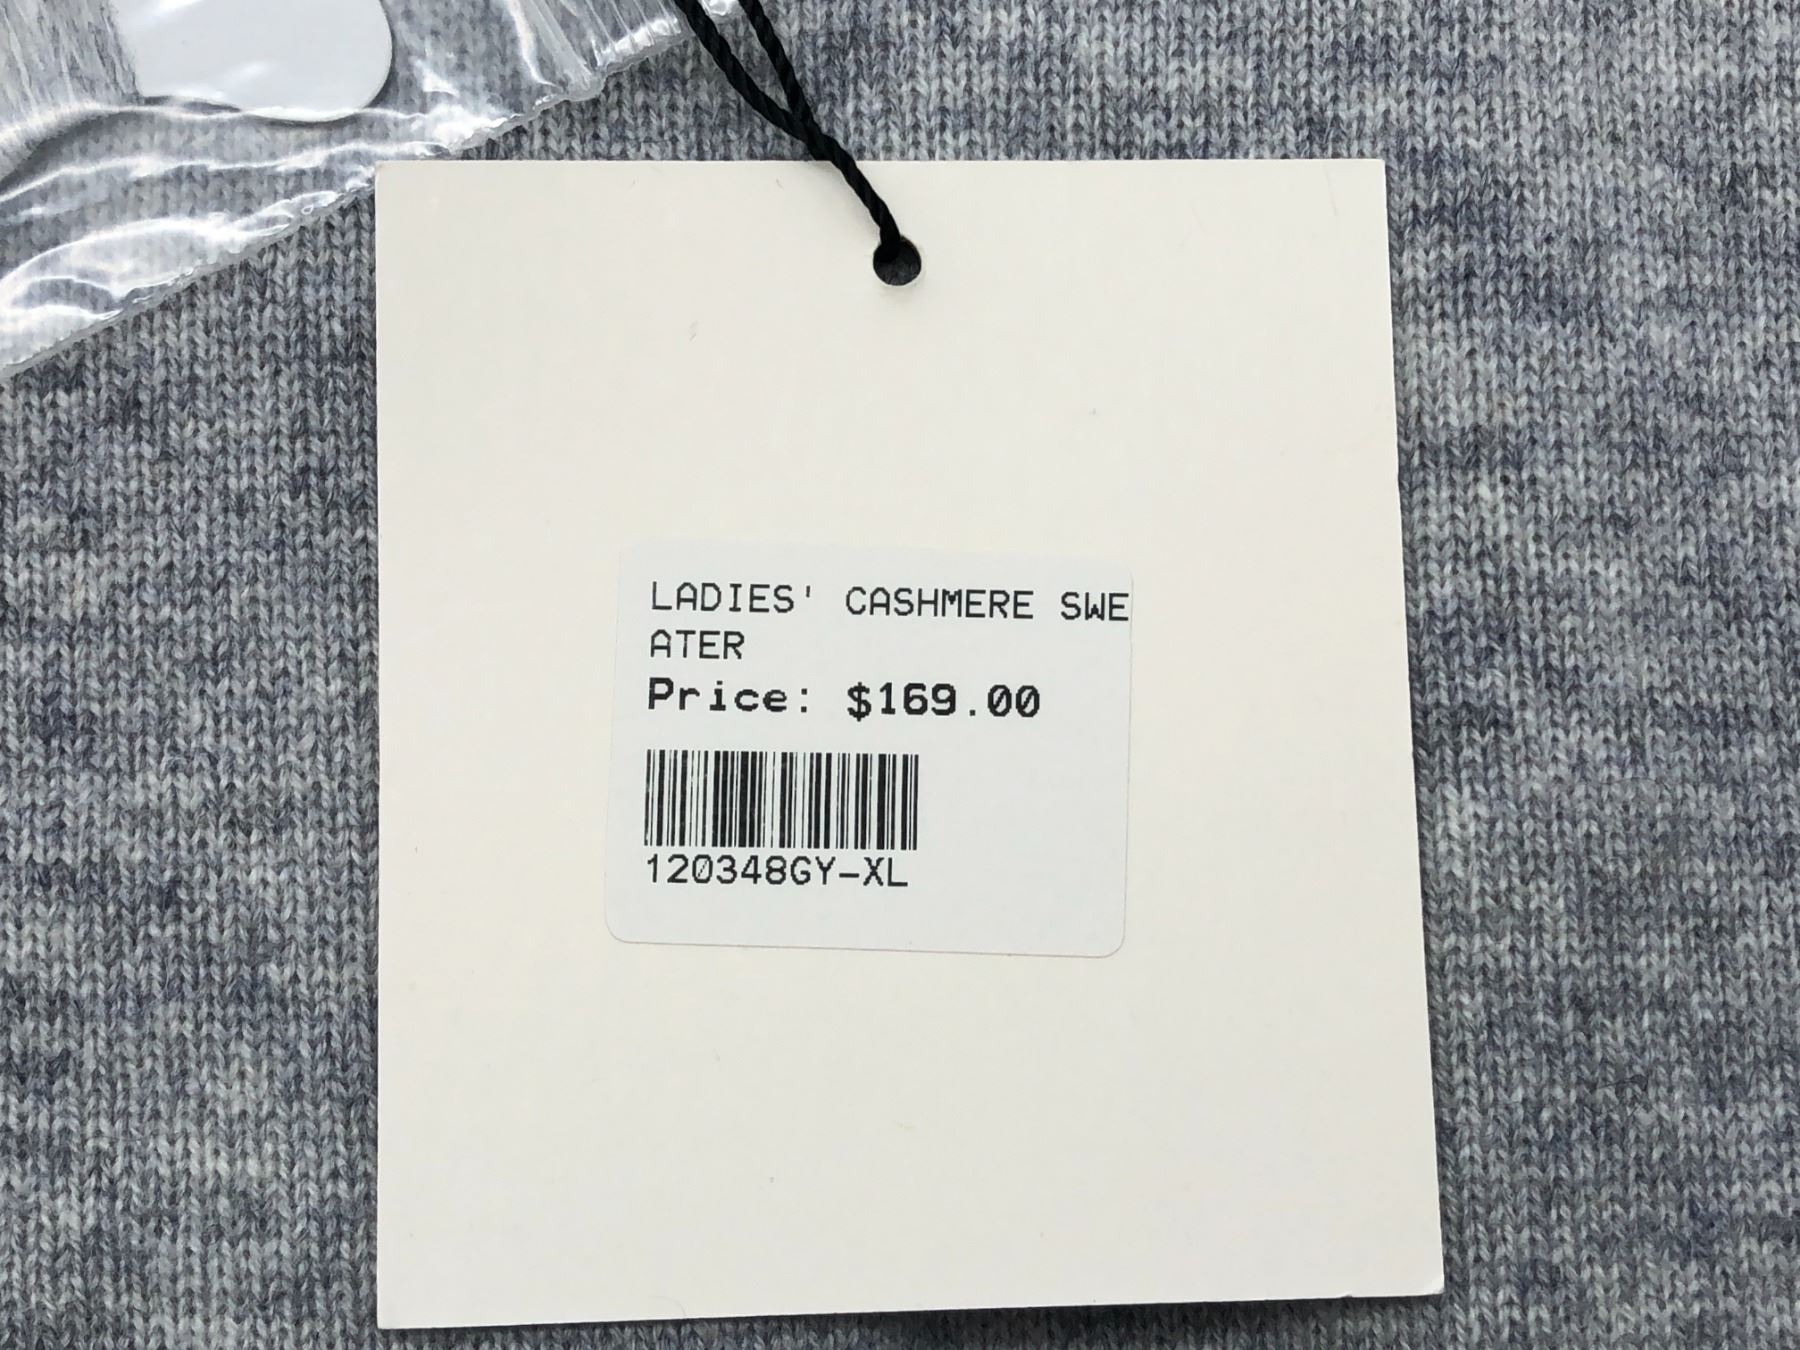 LADIES' CASHMERE SWE
ATER
Price: $169.00
120348GY-XL